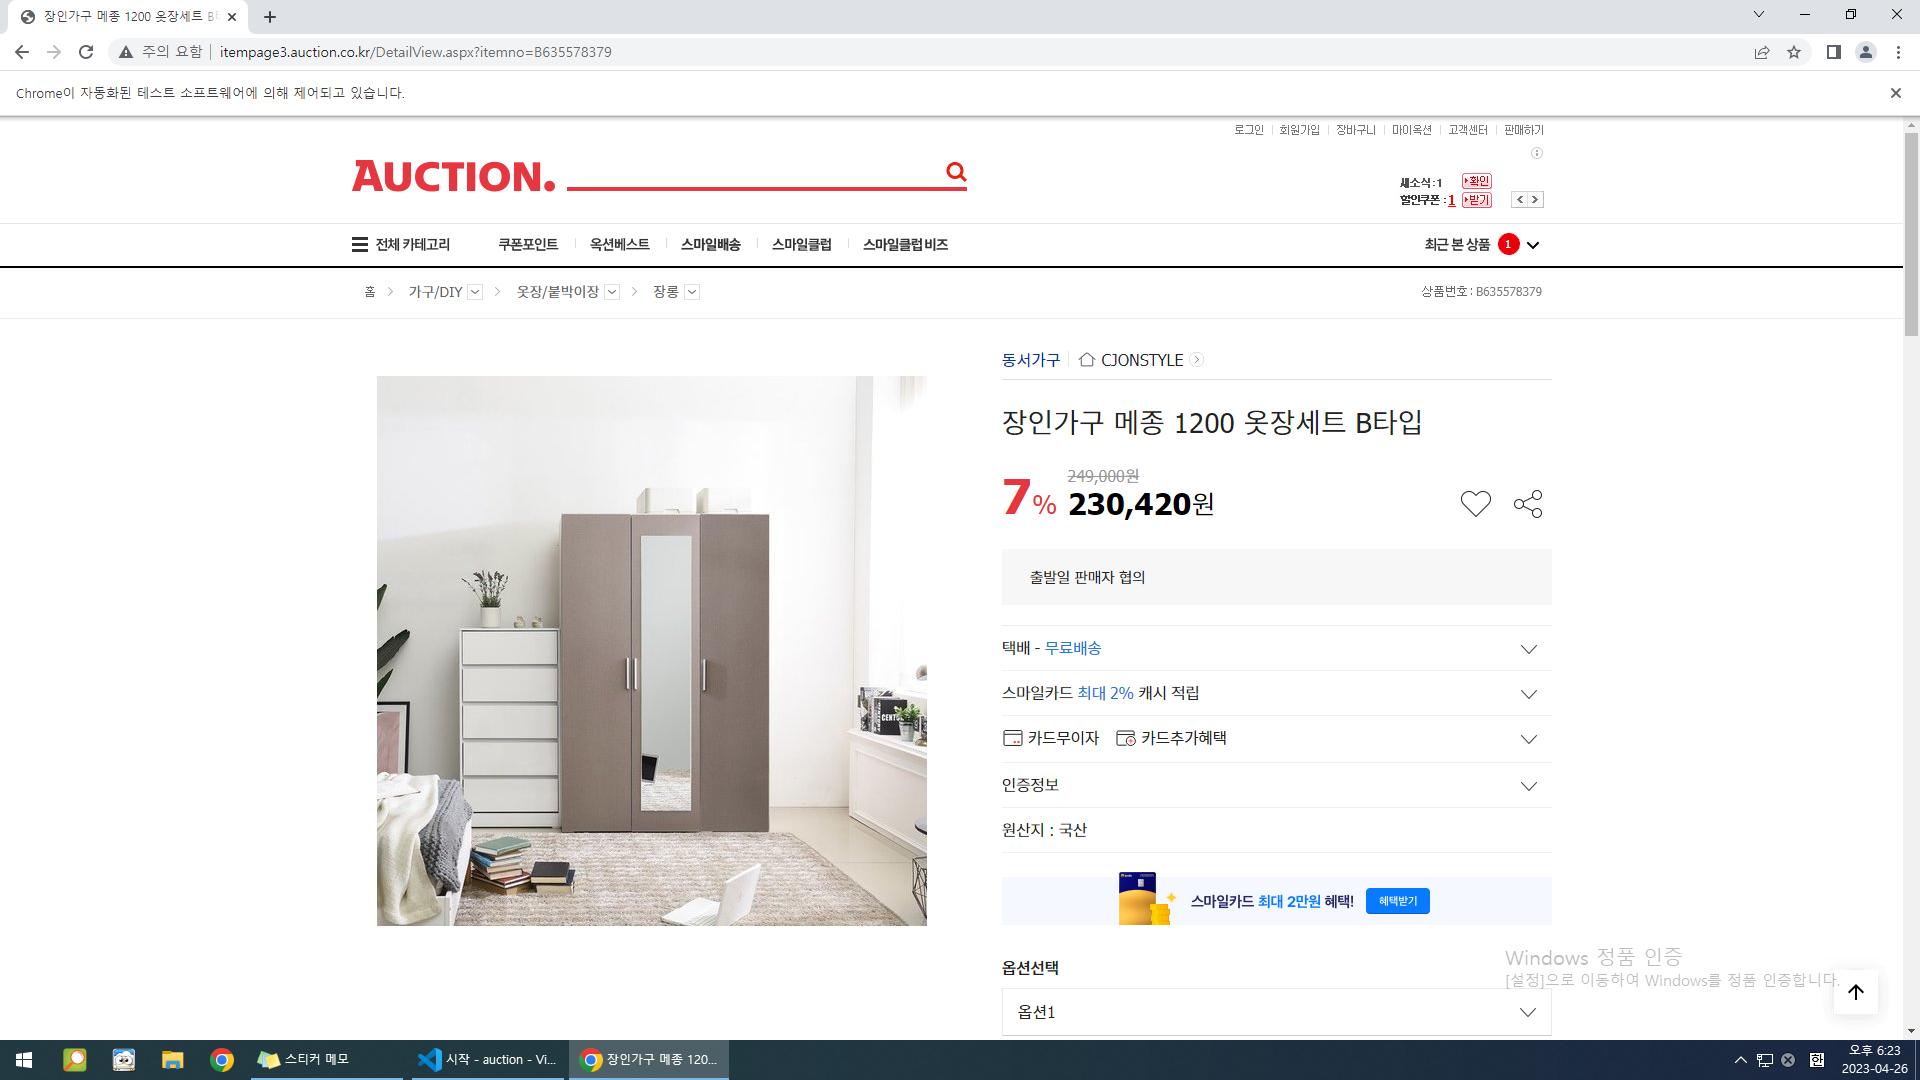 장인가구 메종 1200 옷장세트 B타
주의 요함 | itempage3.auction.co.kr/DetailView.aspx?itemno=B635578379
Chrome이 자동화된 테스트 소프트웨어에 의해 제어되고 있습니다.
로그인 회원가입 장바구니 마이옥션 고객센터 판매하기
AUCTION.
새소식 : 1 확인
할인쿠폰 : 1 받기
전체 카테고리 쿠폰포인트 옥션베스트 스마일배송 스마일클럽 스마일클럽 비즈 최근 본 상품 1
홈 > 가구/DIY > 옷장/붙박이장 > 장롱 상품번호 : B635578379
동서가구 CJONSTYLE
장인가구 메종 1200 옷장세트 B타입
249,000원
7% 230,420원
출발일 판매자 협의
택배 - 무료배송
스마일카드 최대 2% 캐시 적립
카드무이자 카드추가혜택
인증정보
원산지 : 국산
스마일카드 최대 2만원 혜택! 혜택받기
옵션선택
옵션1
Windows 정품 인증
[설정]으로 이동하여 Windows를 정품 인증합니다.
스티커 메모 시작 - auction - Vi... 장인가구 메종 120... 한 오후 6:23
2023-04-26